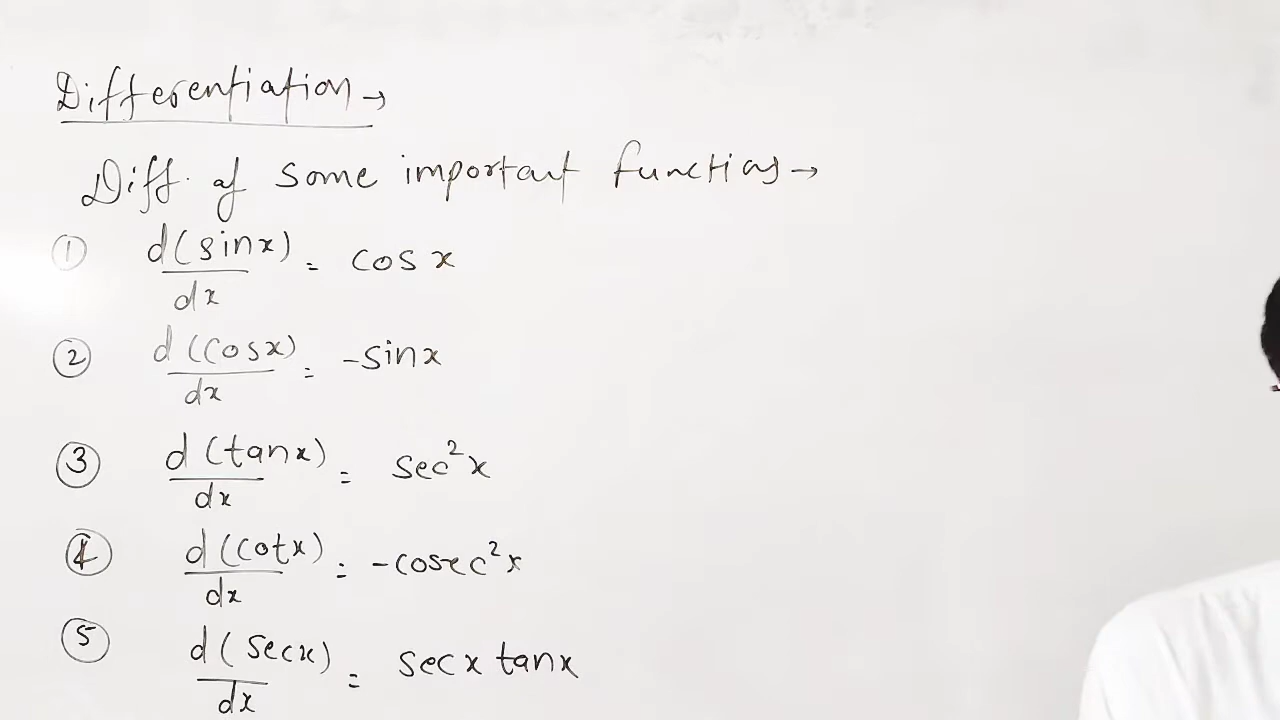 Differentiation →
Diff. of some important functions →
① d(sinx)/dx = cos x
② d(cosx)/dx = -sinx
③ d(tanx)/dx = sec²x
④ d(cotx)/dx = -cosec²x
⑤ d(secx)/dx = secx tanx